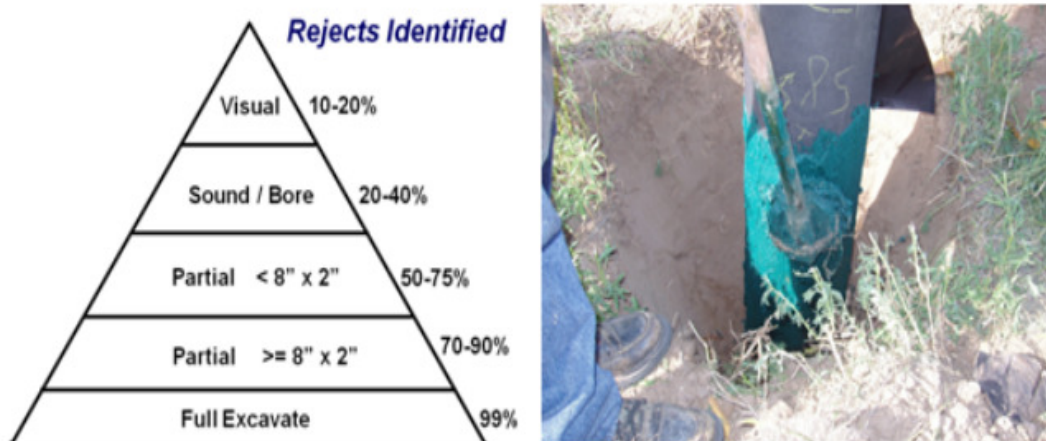 Rejects Identified
Visual 10-20%
Sound / Bore 20-40%
Partial < 8” x 2” 50-75%
Partial >= 8” x 2” 70-90%
Full Excavate 99%